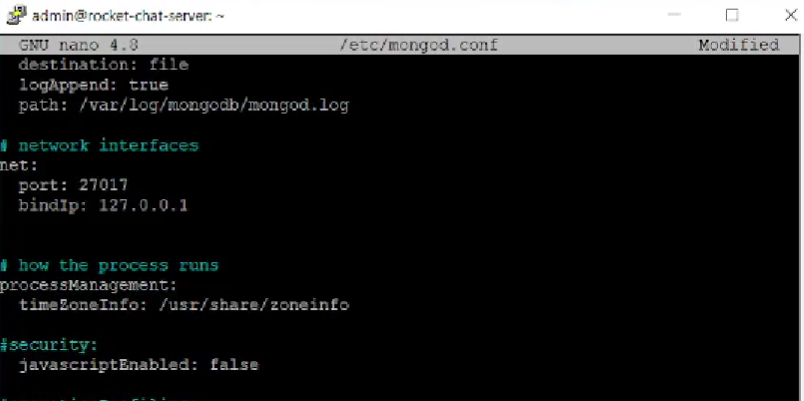 admin@rocket-chat-server: ~
GNU nano 4.8 /etc/mongod.conf Modified
destination: file
logAppend: true
path: /var/log/mongodb/mongod.log
# network interfaces
net:
port: 27017
bindIp: 127.0.0.1
# how the process runs
processManagement:
timeZoneInfo: /usr/share/zoneinfo
#security:
javascriptEnabled: false